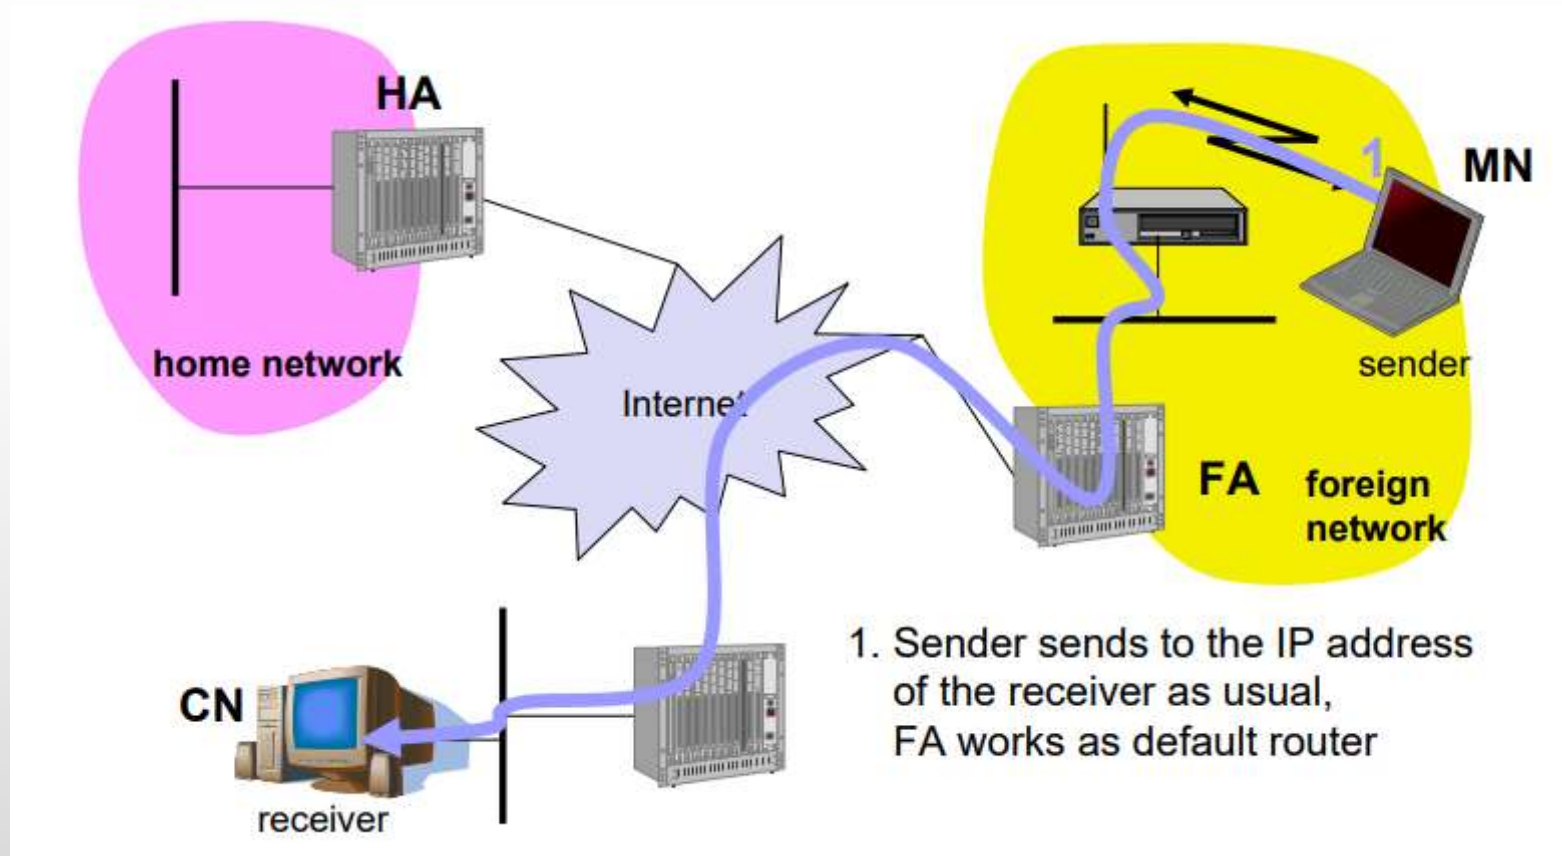 HA
1
MN
home network
sender
Internet
FA
foreign
network
1. Sender sends to the IP address
of the receiver as usual,
FA works as default router
CN
receiver